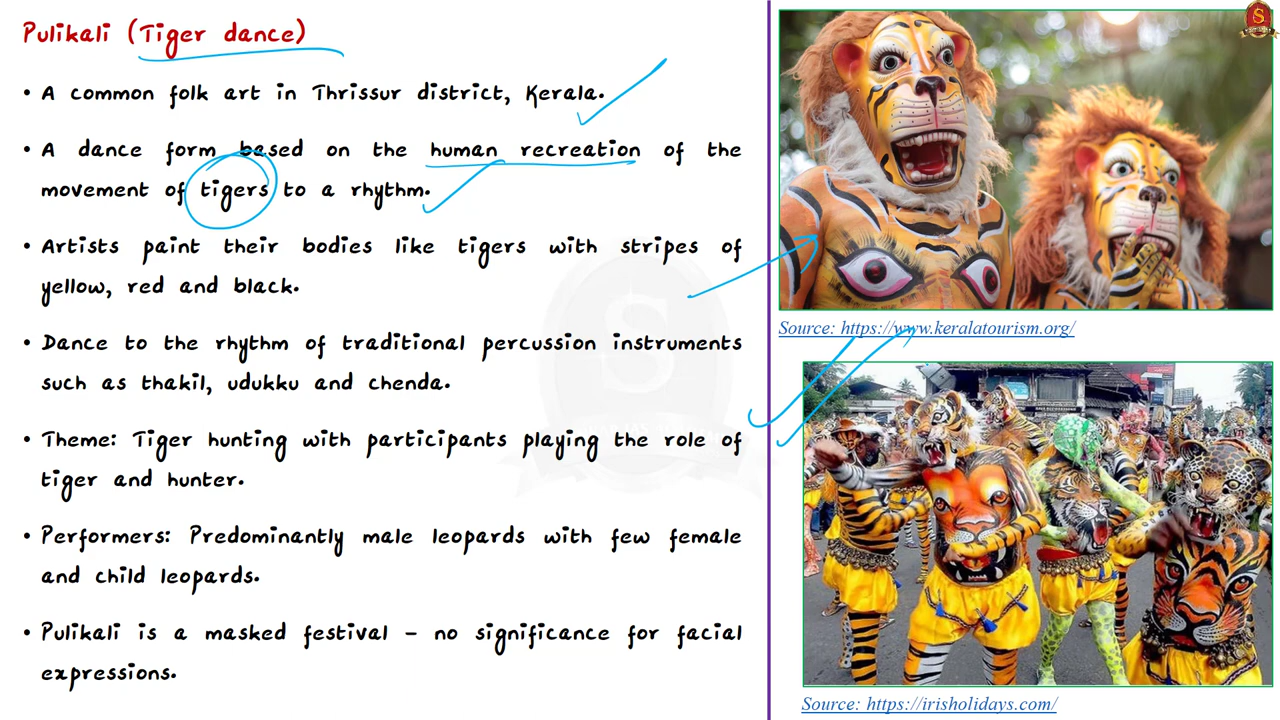 Pulikali (Tiger dance)
• A common folk art in Thrissur district, Kerala.
• A dance form based on the human recreation of the
movement of tigers to a rhythm.
• Artists paint their bodies like tigers with stripes of
yellow, red and black.
• Dance to the rhythm of traditional percussion instruments
such as thakil, udukku and chenda.
• Theme: Tiger hunting with participants playing the role of
tiger and hunter.
• Performers: Predominantly male leopards with few female
and child leopards.
• Pulikali is a masked festival – no significance for facial
expressions.
Source: https://www.keralatourism.org/
Source: https://irisholidays.com/